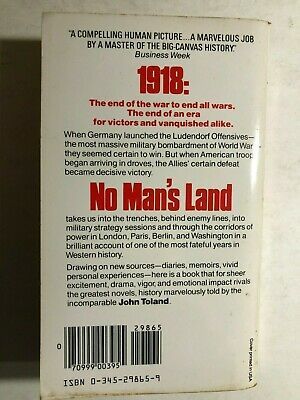 "A COMPELLING HUMAN PICTURE...A MARVELOUS JOB
BY A MASTER OF THE BIG-CANVAS HISTORY."
Business Week
1918:
The end of the war to end all wars.
The end of an era
for victors and vanquished alike.
When Germany launched the Ludendorf Offensives—
the most massive military bombardment of World War
they seemed certain to win. But when American troop
began arriving in droves, the Allies' certain defeat
became decisive victory.
No Man's Land
takes us into the trenches, behind enemy lines, into
military strategy sessions and through the corridors of
power in London, Paris, Berlin, and Washington in a
brilliant account of one of the most fateful years in
Western history.
Drawing on new sources—diaries, memoirs, vivid
personal experiences—here is a book that for sheer
excitement, drama, vigor, and emotional impact rivals
the greatest novels, history marvelously told by the
incomparable John Toland.
29865
0
70999 00395
ISBN 0-345-29865-9
Cover printed in USA